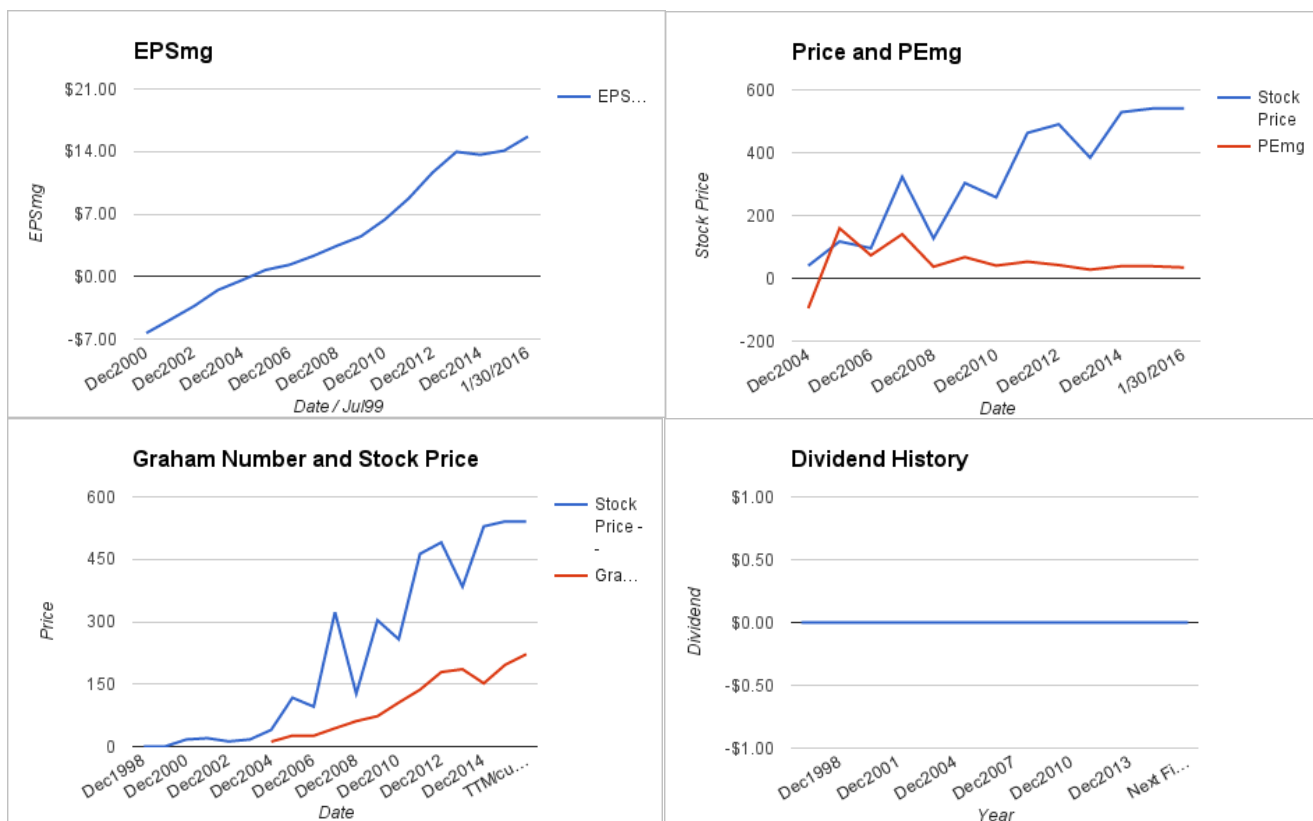 EPSmg
$21.00
$14.00
$7.00
$0.00
-$7.00
EPSmg
EPS...
Dec2000
Dec2002
Dec2004
Dec2006
Dec2008
Dec2010
Dec2012
Dec2014
1/30/2016
Date / Jul99
Price and PEmg
600
400
200
0
-200
Stock Price
Stock
Price
PEmg
Dec2004
Dec2006
Dec2008
Dec2010
Dec2012
Dec2014
1/30/2016
Date
Graham Number and Stock Price
600
450
300
150
0
Price
Stock
Price -
-
Gra...
Dec1998
Dec2000
Dec2002
Dec2004
Dec2006
Dec2008
Dec2010
Dec2012
Dec2014
TTM/cu...
Date
Dividend History
$1.00
$0.50
$0.00
-$0.50
-$1.00
Dividend
Dec1998
Dec2001
Dec2004
Dec2007
Dec2010
Dec2013
Next Fi...
Year